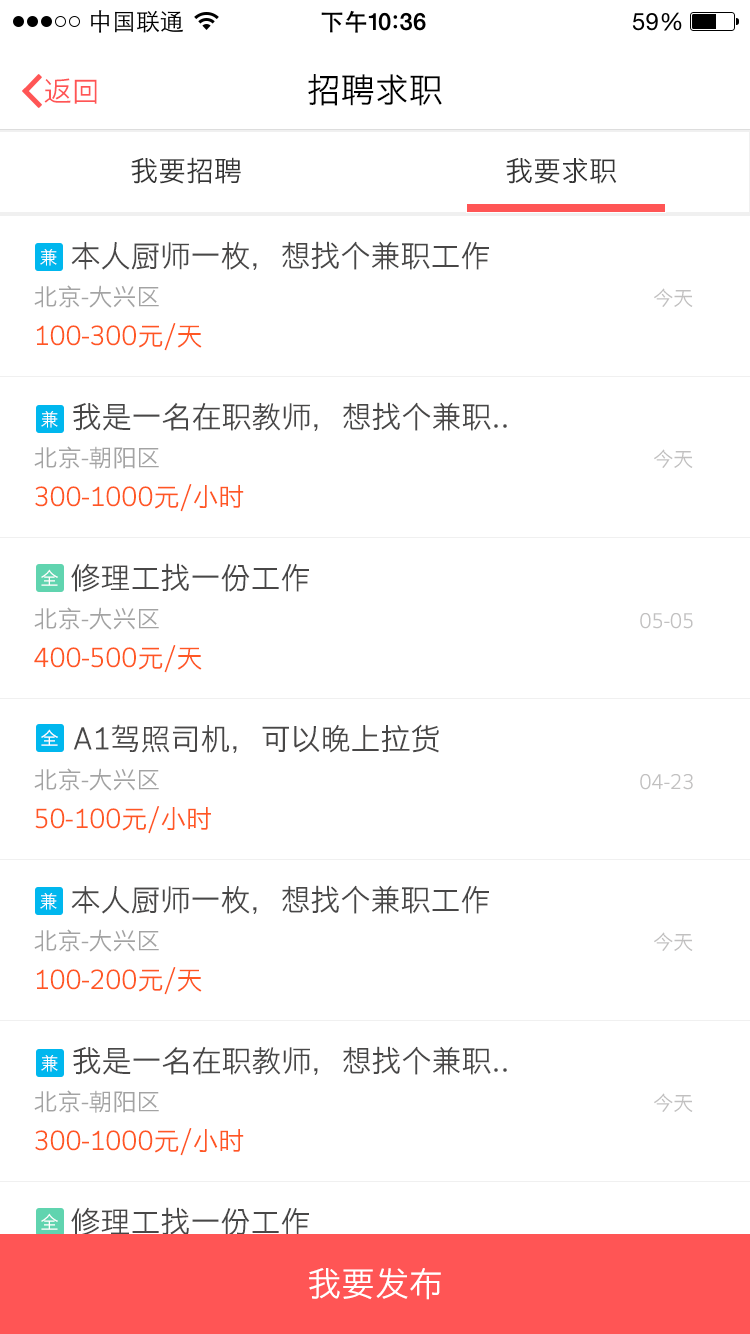 中国联通 下午10:36 59%
返回 招聘求职
我要招聘 我要求职
兼 本人厨师一枚，想找个兼职工作
北京-大兴区 今天
100-300元/天
兼 我是一名在职教师，想找个兼职..
北京-朝阳区 今天
300-1000元/小时
全 修理工找一份工作
北京-大兴区 05-05
400-500元/天
全 A1驾照司机，可以晚上拉货
北京-大兴区 04-23
50-100元/小时
兼 本人厨师一枚，想找个兼职工作
北京-大兴区 今天
100-200元/天
兼 我是一名在职教师，想找个兼职..
北京-朝阳区 今天
300-1000元/小时
全 修理工找一份工作
我要发布